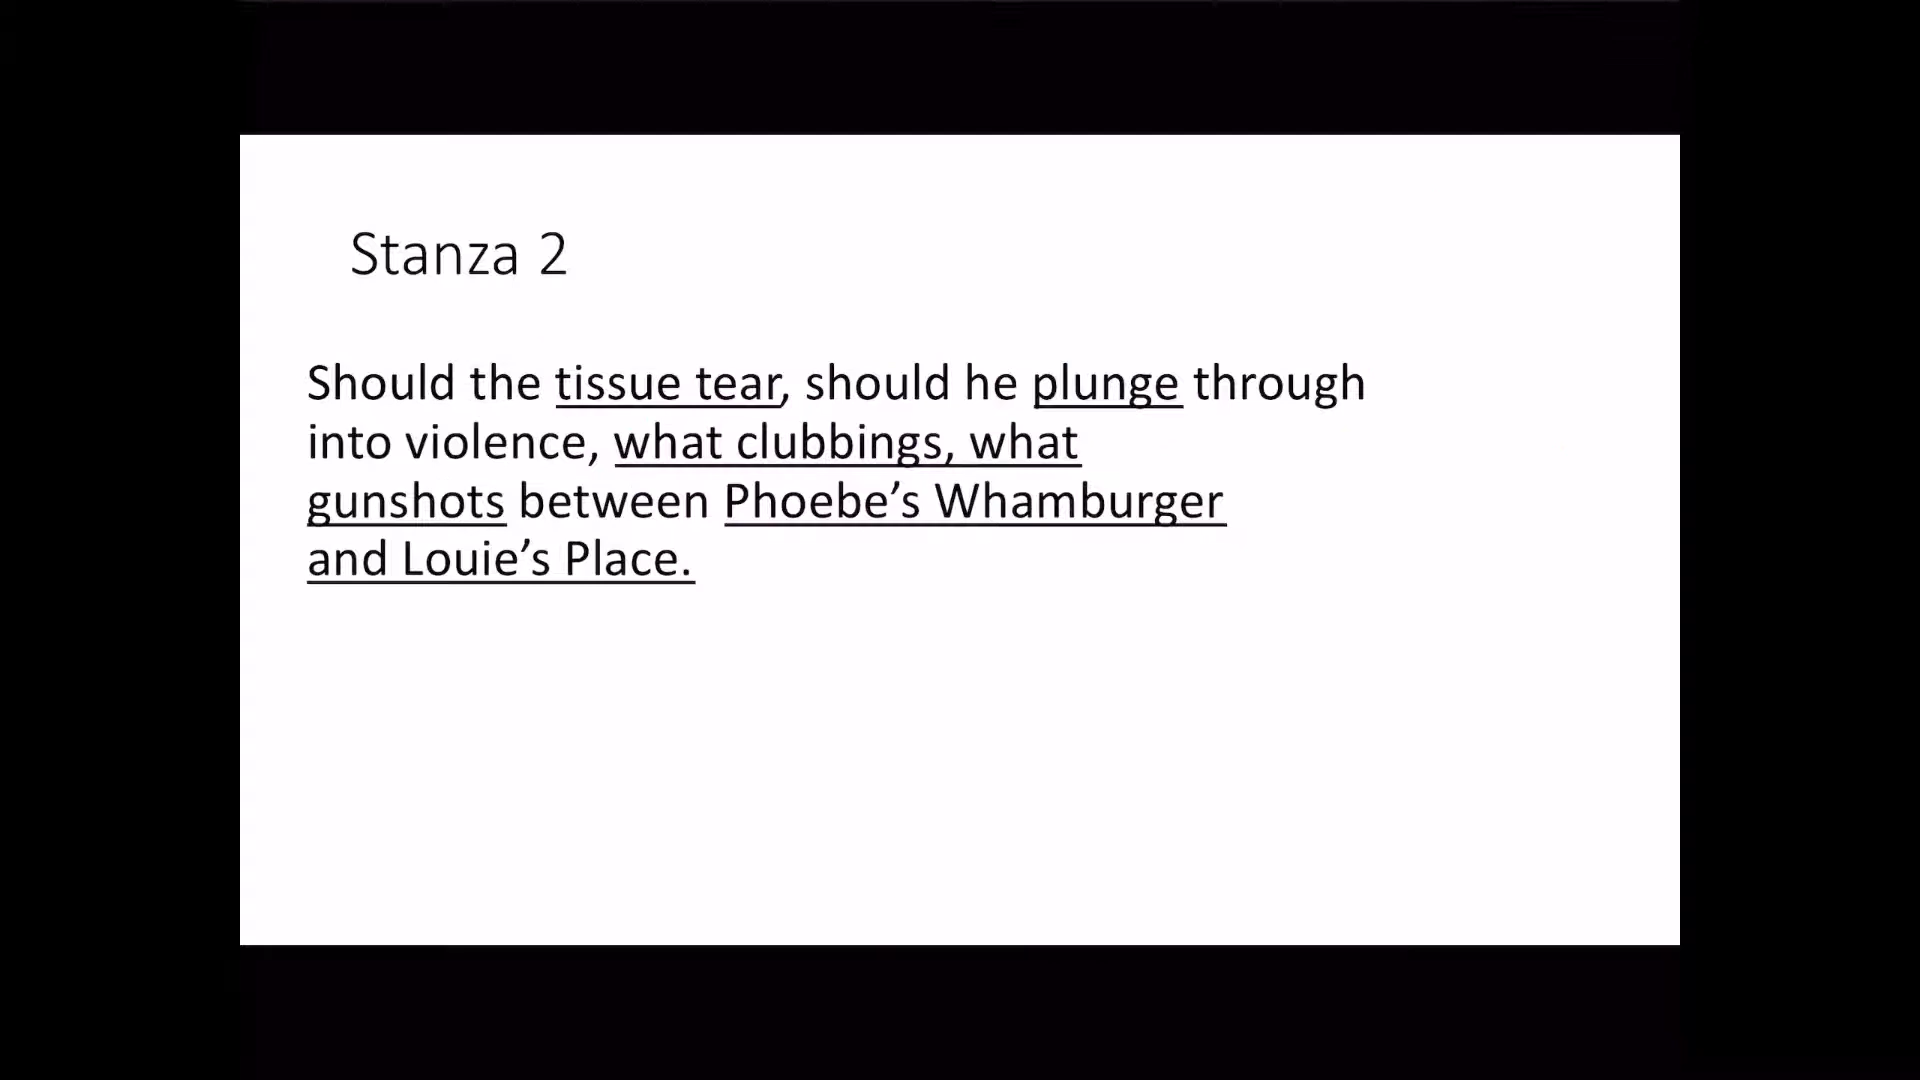 Stanza 2
Should the tissue tear, should he plunge through
into violence, what clubbings, what
gunshots between Phoebe’s Whamburger
and Louie’s Place.